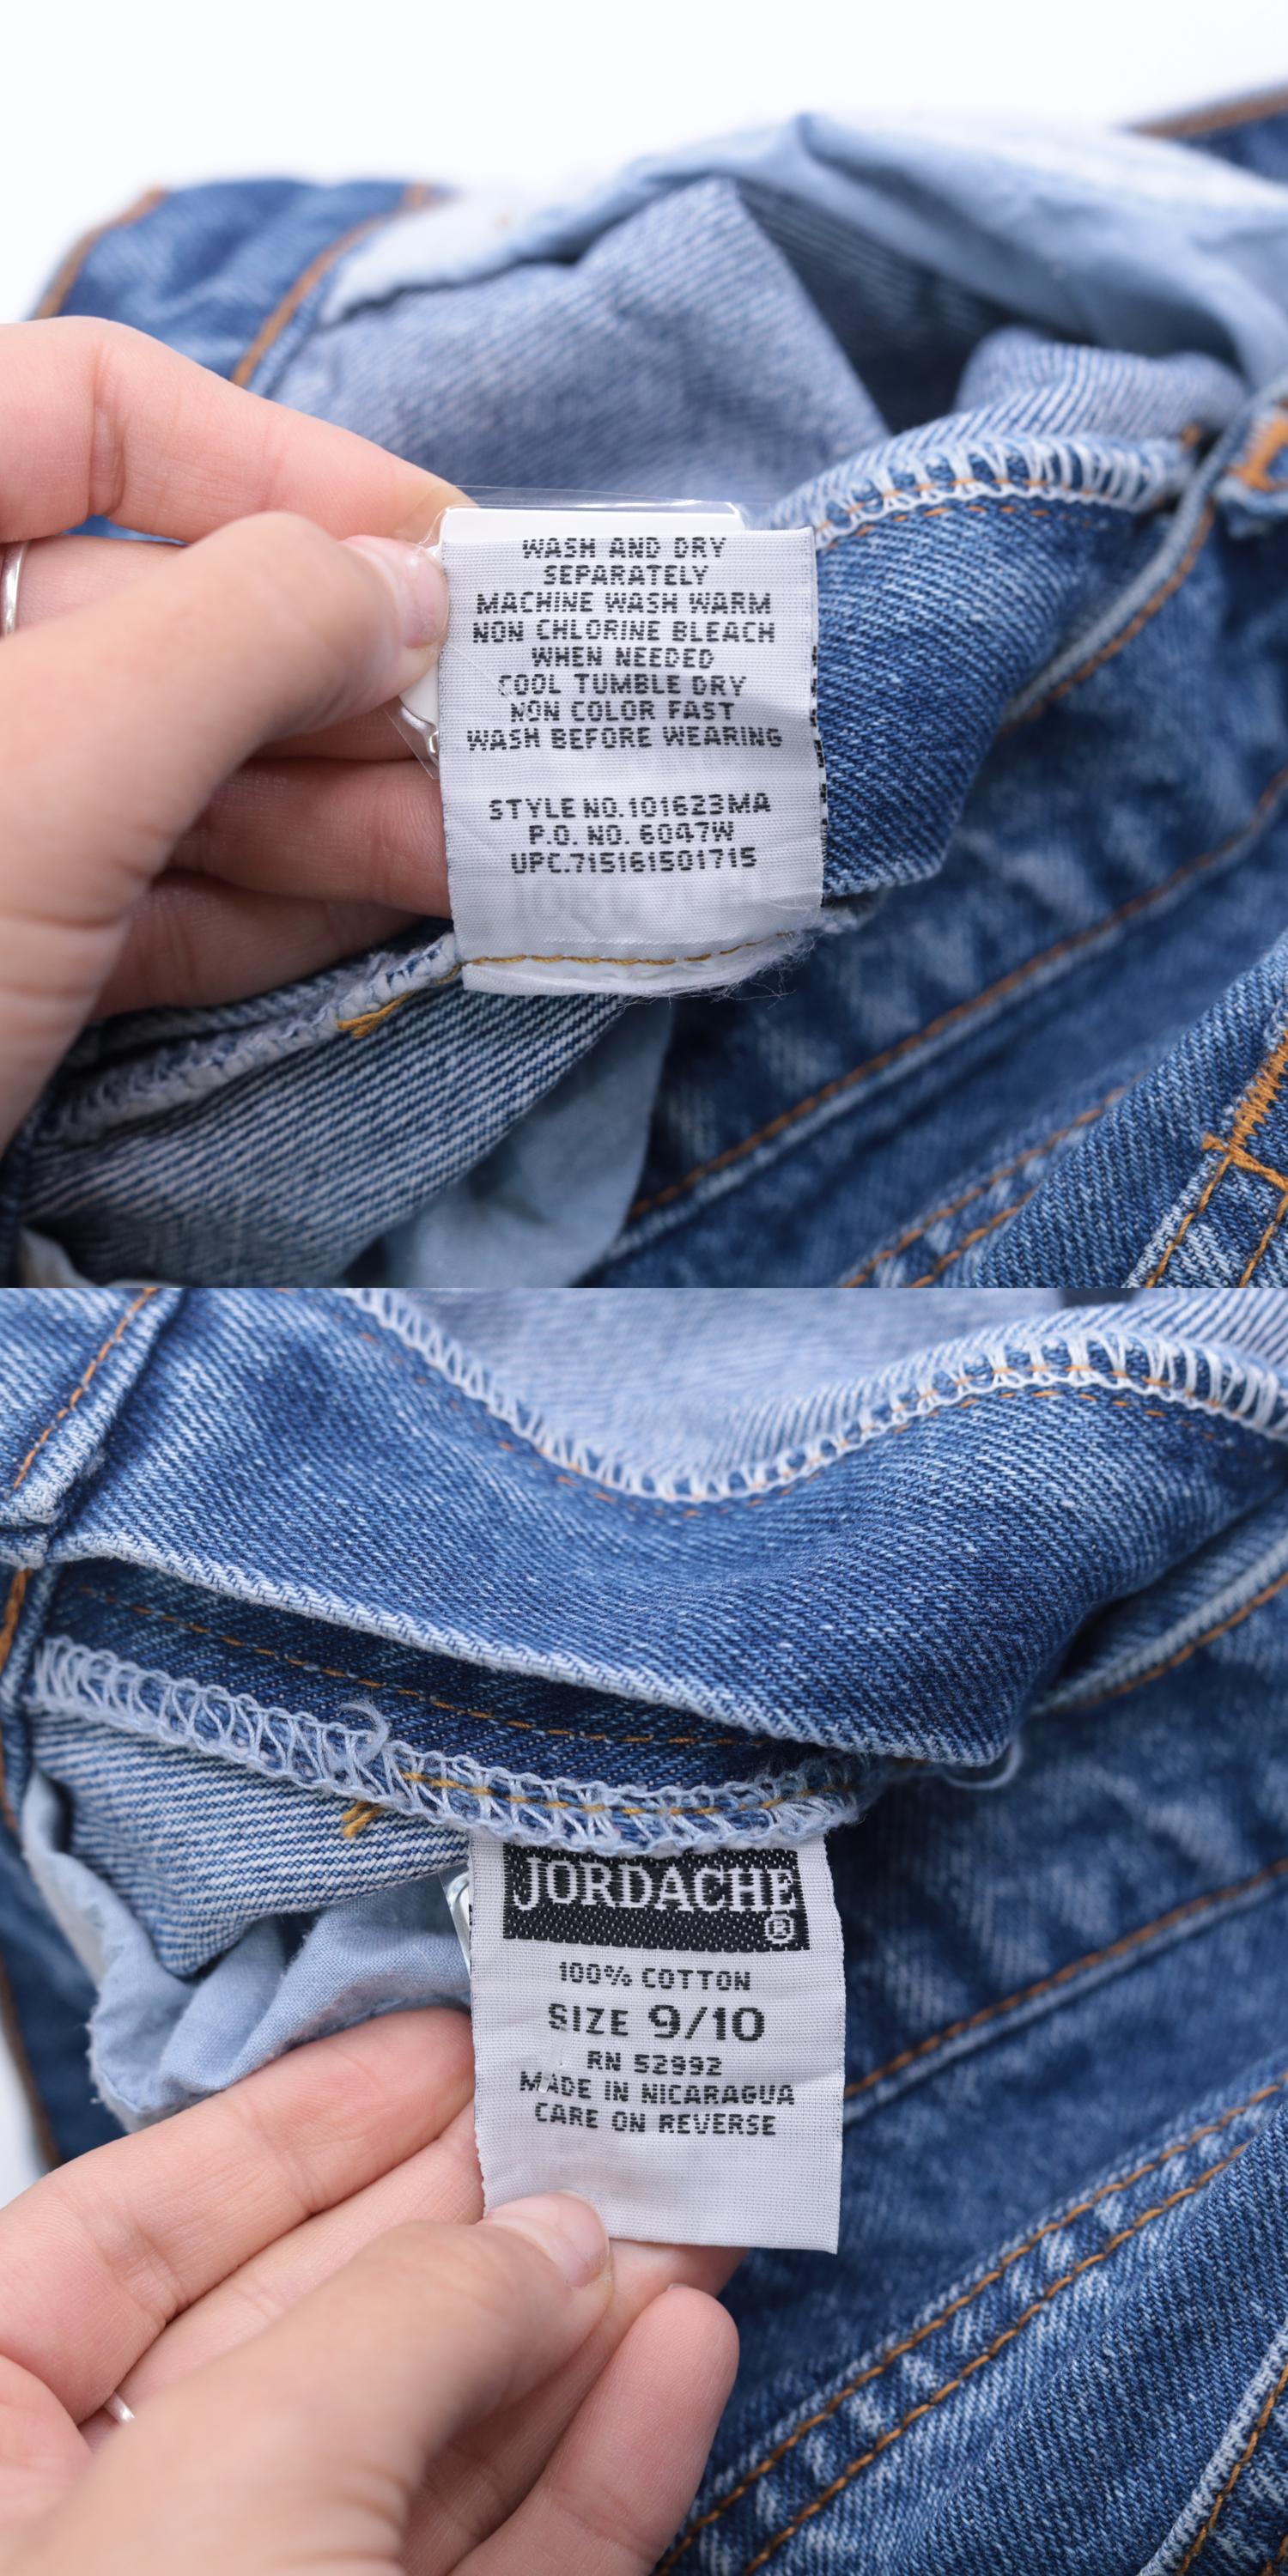 WASH AND DRY
SEPARATELY
MACHINE WASH WARM
NON CHLORINE BLEACH
WHEN NEEDED
COOL TUMBLE DRY
NON COLOR FAST
WASH BEFORE WEARING
STYLE NO.101623MA
P.O. NO. 6047W
UPC.715161501715
JORDACHE
®
100% COTTON
SIZE 9/10
RN 52992
MADE IN NICARAGUA
CARE ON REVERSE